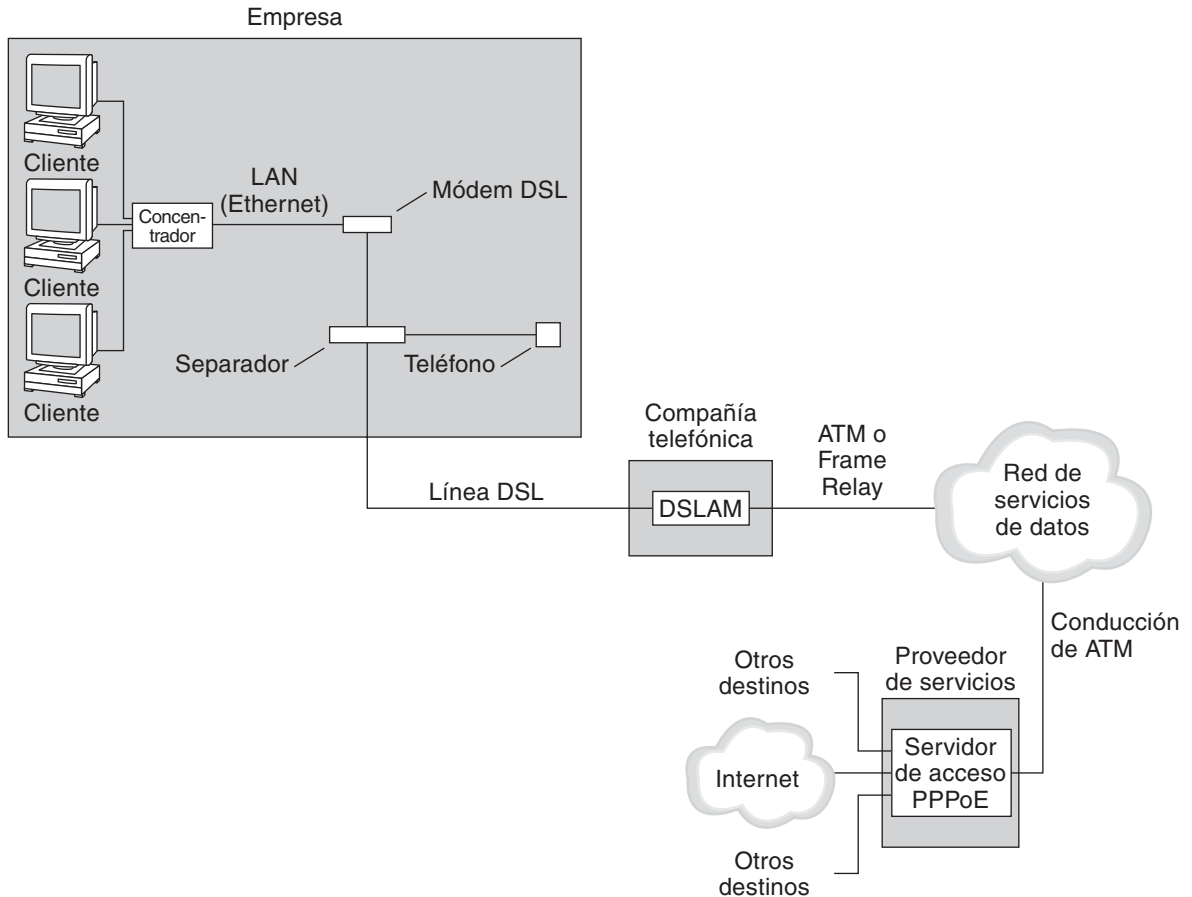 Empresa
Cliente
Cliente
Cliente
Concen-
trador
LAN
(Ethernet)
Módem DSL
Separador
Teléfono
Línea DSL
Compañía
telefónica
DSLAM
ATM o
Frame
Relay
Red de
servicios
de datos
Conducción
de ATM
Proveedor
de servicios
Servidor
de acceso
PPPoE
Otros
destinos
Internet
Otros
destinos